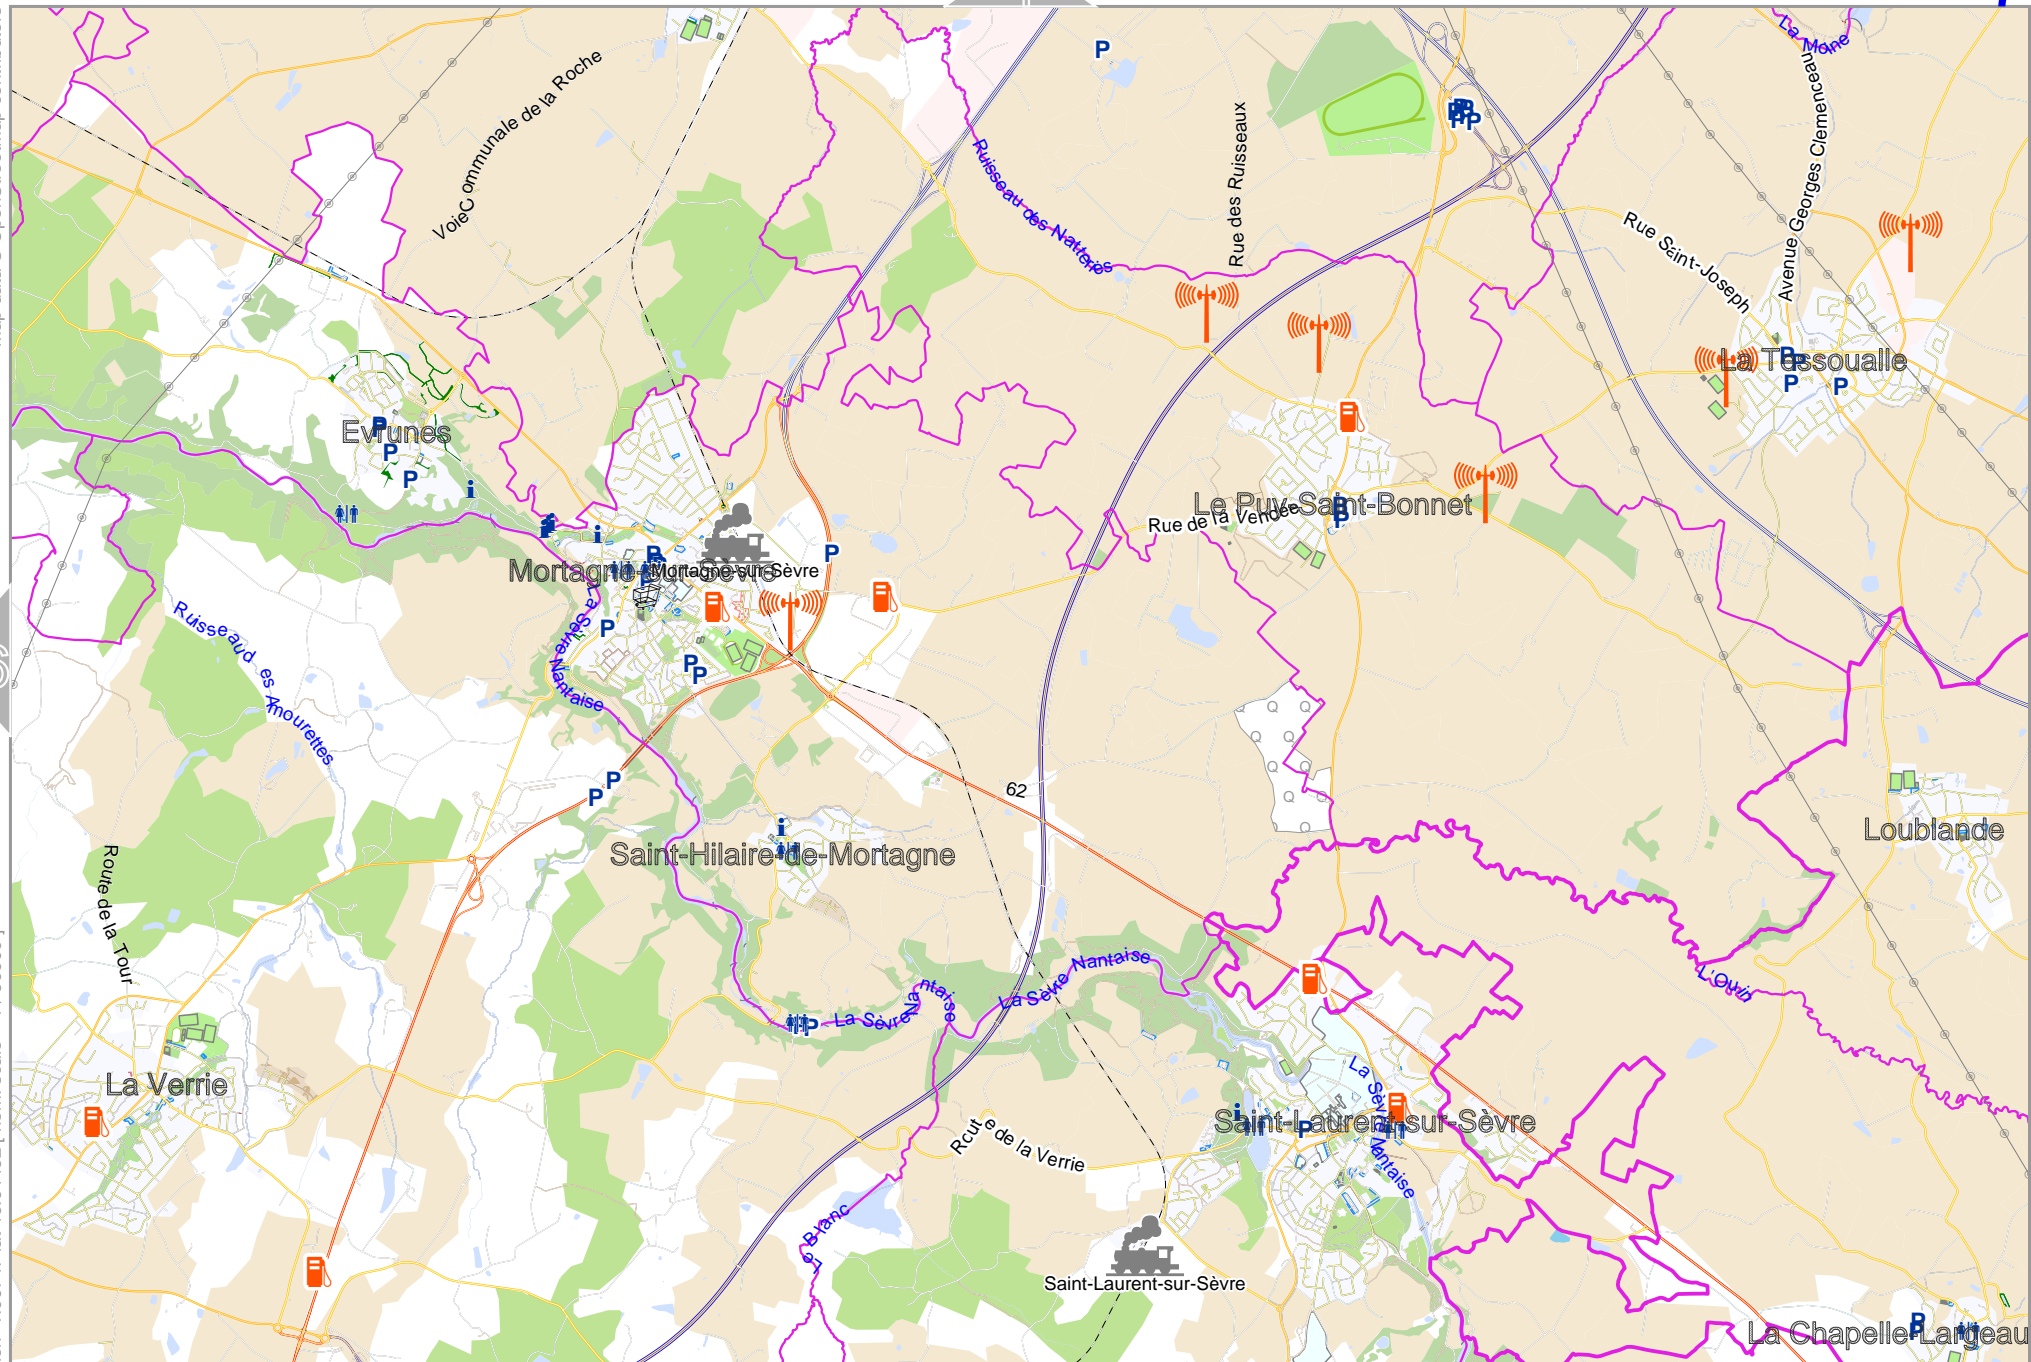 La Moine
P
Voie Communale de la Roche
Avenue Georges Clemenceau
Rue des Ruisseaux
Ruisseau des Natteries
Rue Saint-Joseph
La Tessoualle
Evrunes
Le Puy-Saint-Bonnet
Rue de la Vendée
Mortagne-sur-Sèvre
Mortagne-sur-Sèvre
La Sèvre Nantaise
Ruisseau des Amourettes
62
Loublande
Saint-Hilaire-de-Mortagne
Route de la Tour
La Sèvre Nantaise
La Sèvre Nantaise
L'Ouin
La Verrie
La Sèvre Nantaise
Saint-Laurent-sur-Sèvre
Route de la Verrie
Le Blanc
Saint-Laurent-sur-Sèvre
La Chapelle-Largeau